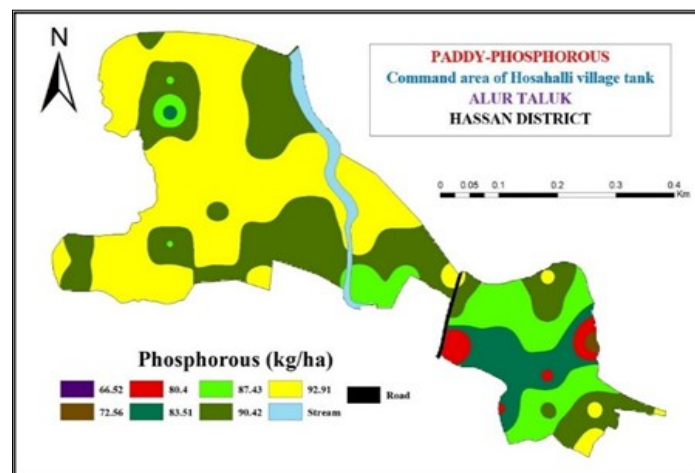 N
PADDY-PHOSPHOROUS
Command area of Hosahalli village tank
ALUR TALUK
HASSAN DISTRICT
0 0.05 0.1 0.2 0.3 0.4
Km
Phosphorous (kg/ha)
66.52 80.4 87.43 92.91 Road
72.56 83.51 90.42 Stream